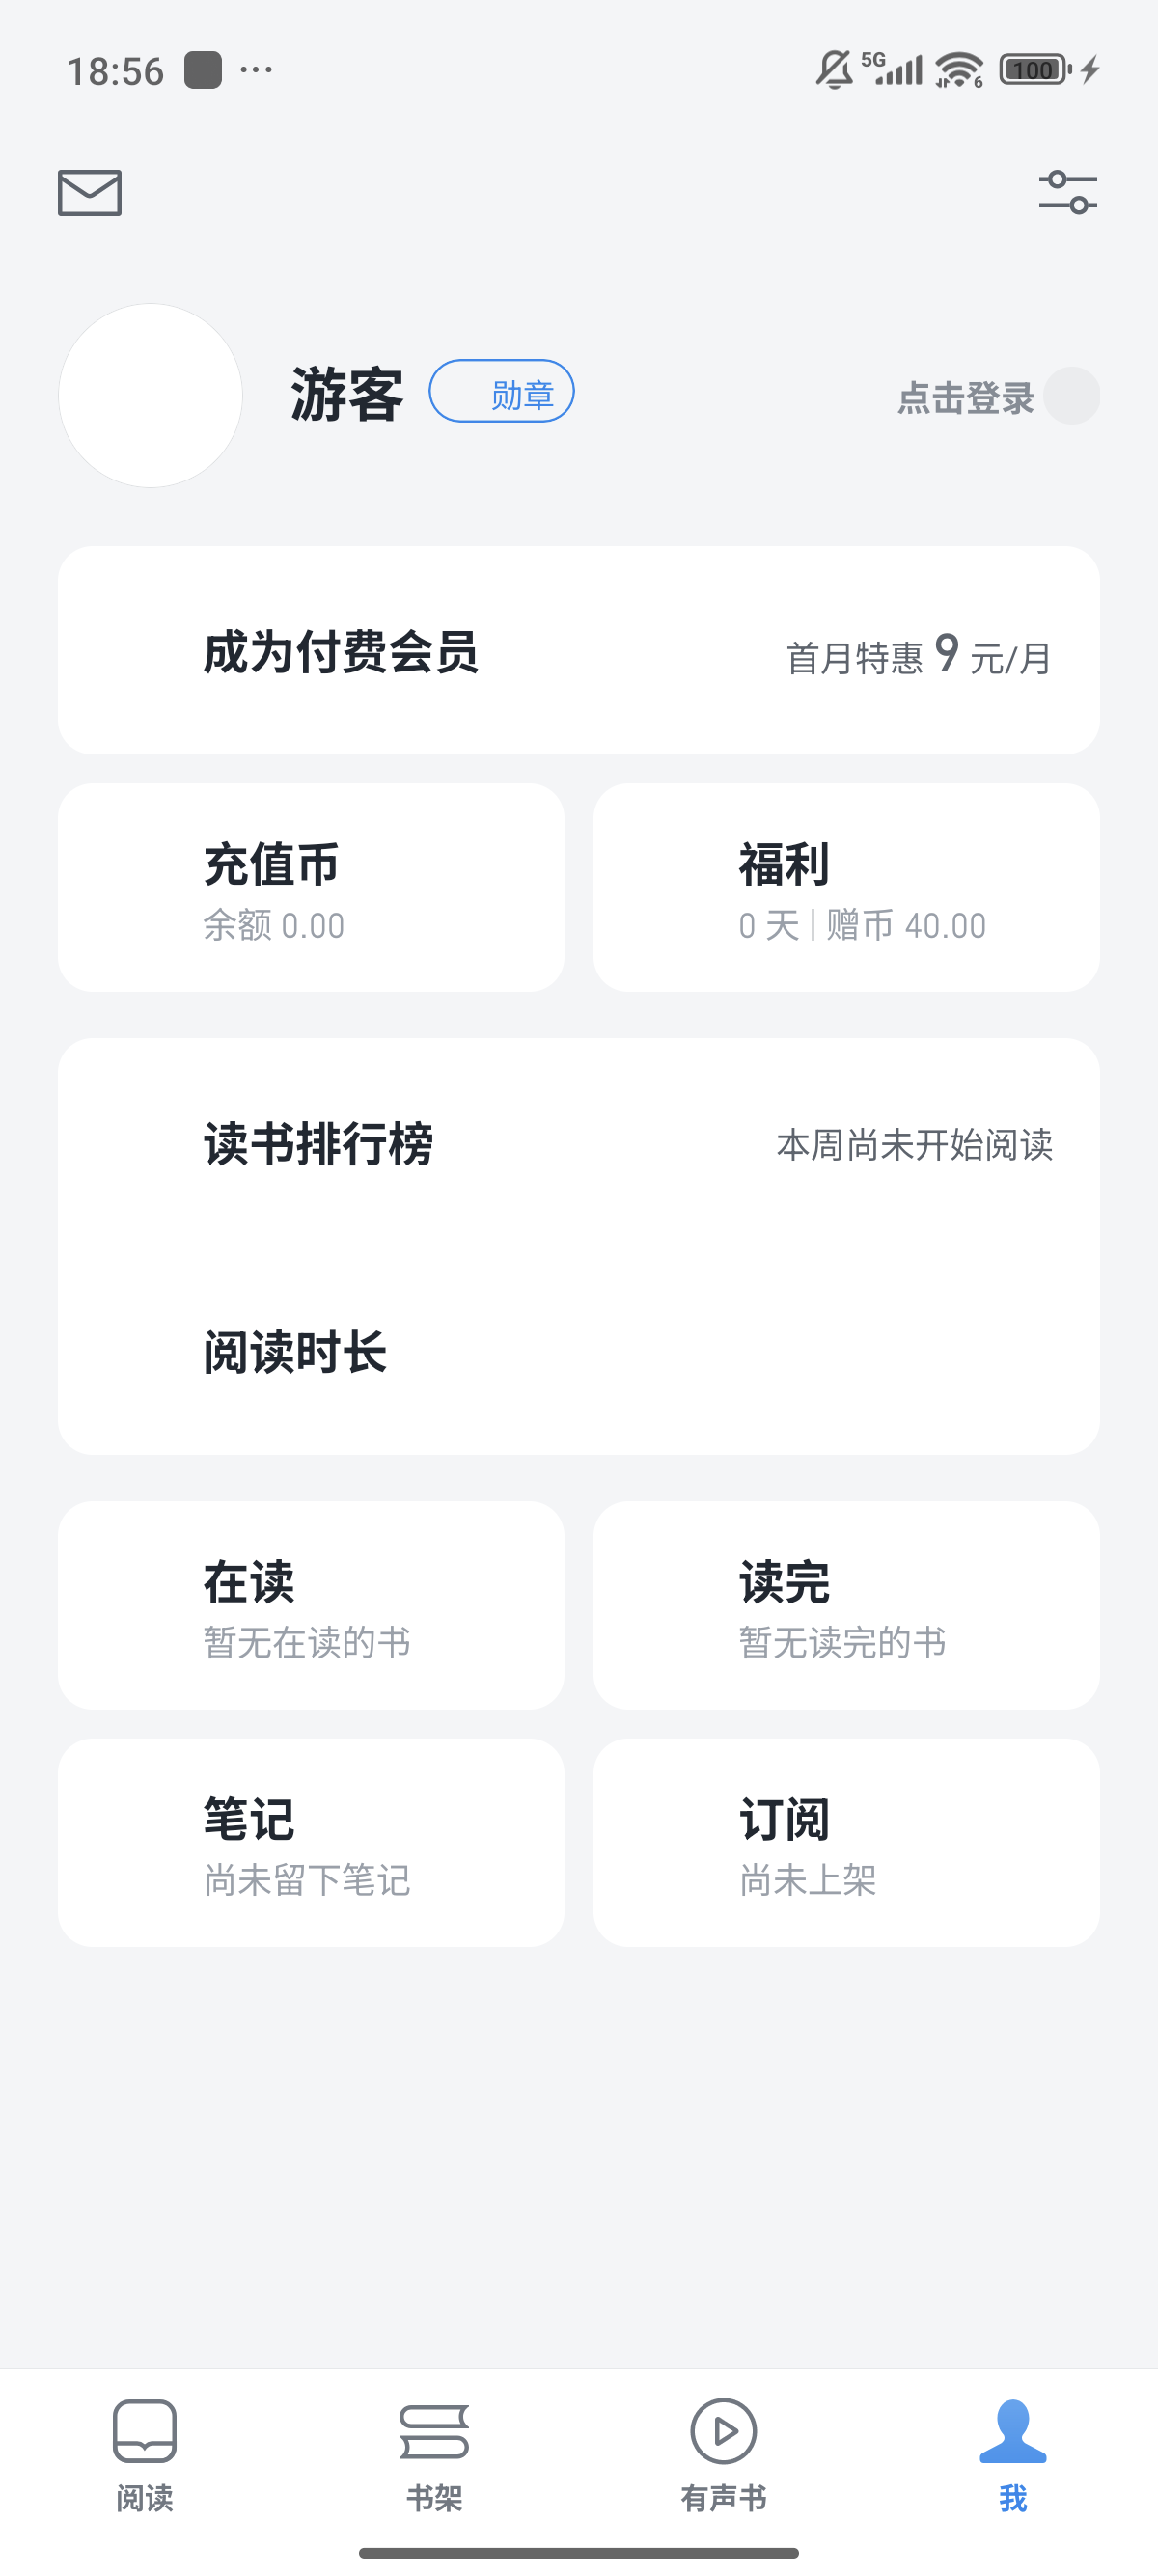 18:56 ...
5G 6 100
游客
勋章
点击登录
成为付费会员
首月特惠 9 元/月
充值币
余额 0.00
福利
0 天 | 赠币 40.00
读书排行榜
本周尚未开始阅读
阅读时长
在读
暂无在读的书
读完
暂无读完的书
笔记
尚未留下笔记
订阅
尚未上架
阅读
书架
有声书
我